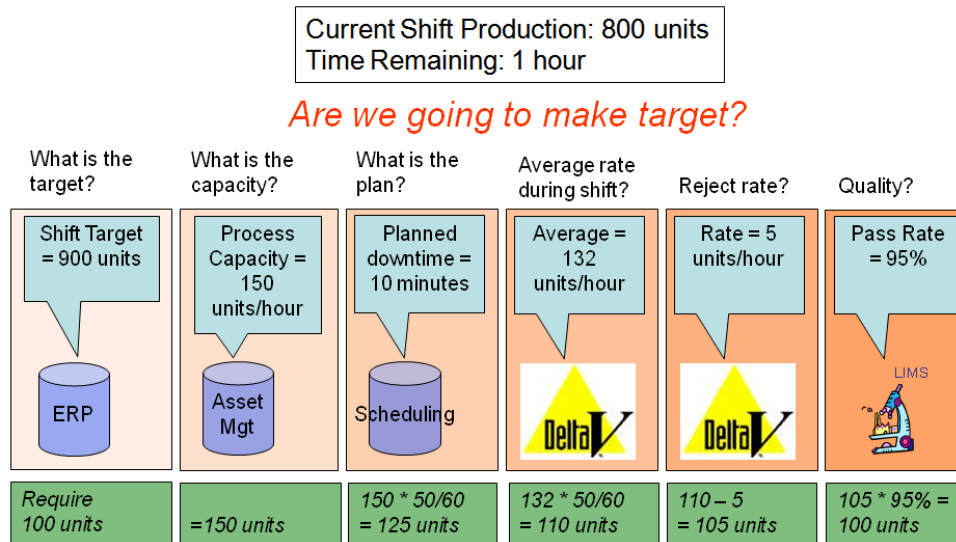 Current Shift Production: 800 units
Time Remaining: 1 hour
Are we going to make target?
What is the
target?
What is the
capacity?
What is the
plan?
Average rate
during shift?
Reject rate?
Quality?
Shift Target
= 900 units
Process
Capacity =
150
units/hour
Planned
downtime =
10 minutes
Average =
132
units/hour
Rate = 5
units/hour
Pass Rate
= 95%
ERP
Asset
Mgt
Scheduling
DeltaV
DeltaV
LIMS
Require
100 units
=150 units
150 * 50/60
= 125 units
132 * 50/60
= 110 units
110 – 5
= 105 units
105 * 95% =
100 units